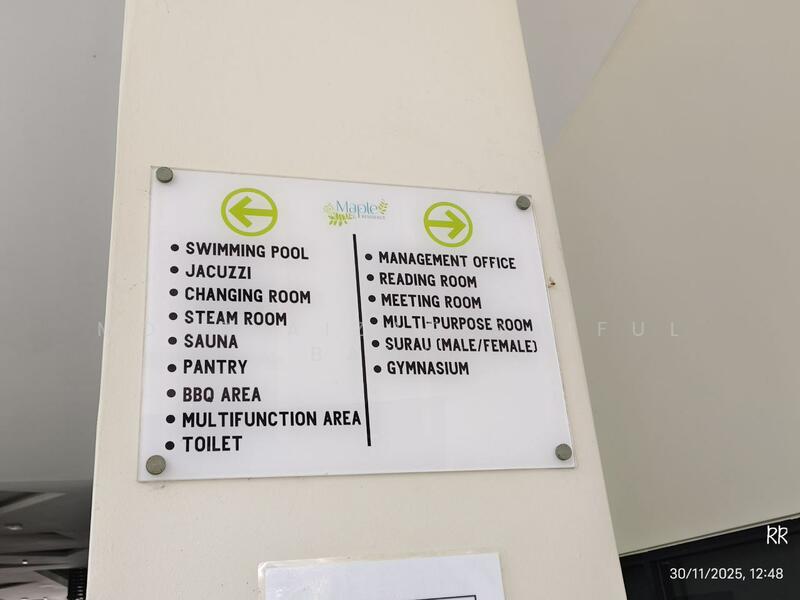 Maple
RESIDENCE
SWIMMING POOL
JACUZZI
CHANGING ROOM
STEAM ROOM
SAUNA
PANTRY
BBQ AREA
MULTIFUNCTION AREA
TOILET
MANAGEMENT OFFICE
READING ROOM
MEETING ROOM
MULTI-PURPOSE ROOM
SURAU (MALE/FEMALE)
GYMNASIUM
RR
30/11/2025, 12:48